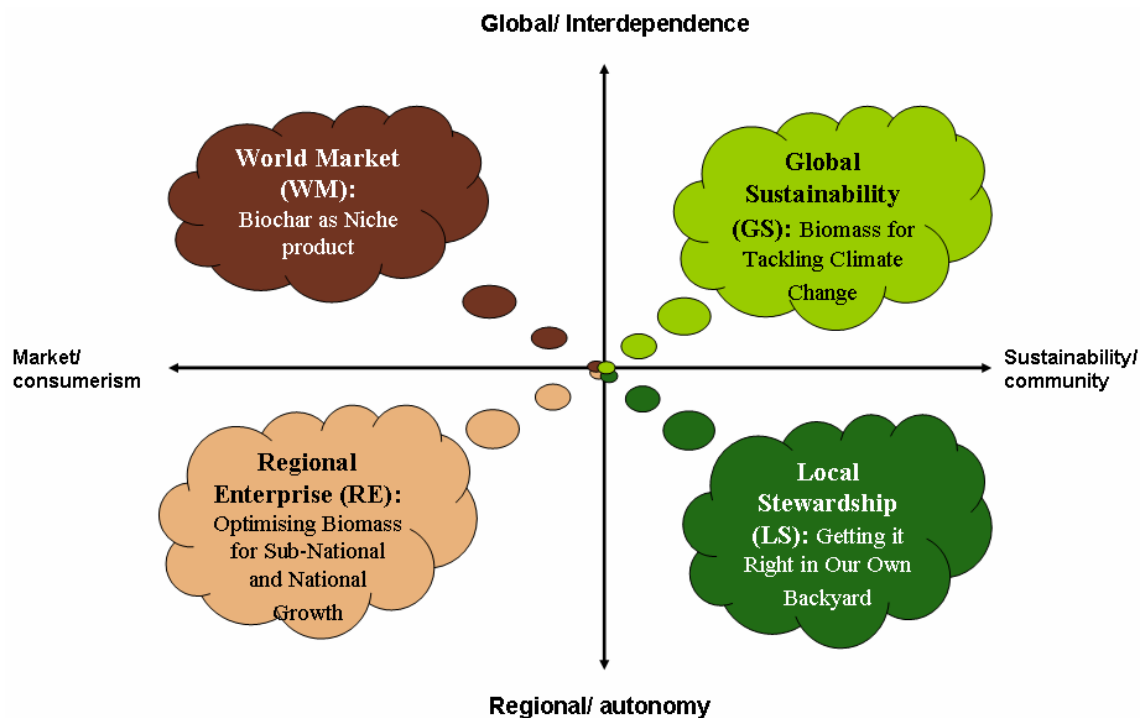 Global/ Interdependence
World Market
(WM):
Biochar as Niche
product
Global
Sustainability
(GS): Biomass for
Tackling Climate
Change
Market/
consumerism
Sustainability/
community
Regional
Enterprise (RE):
Optimising Biomass
for Sub-National
and National
Growth
Local
Stewardship
(LS): Getting it
Right in Our Own
Backyard
Regional/ autonomy